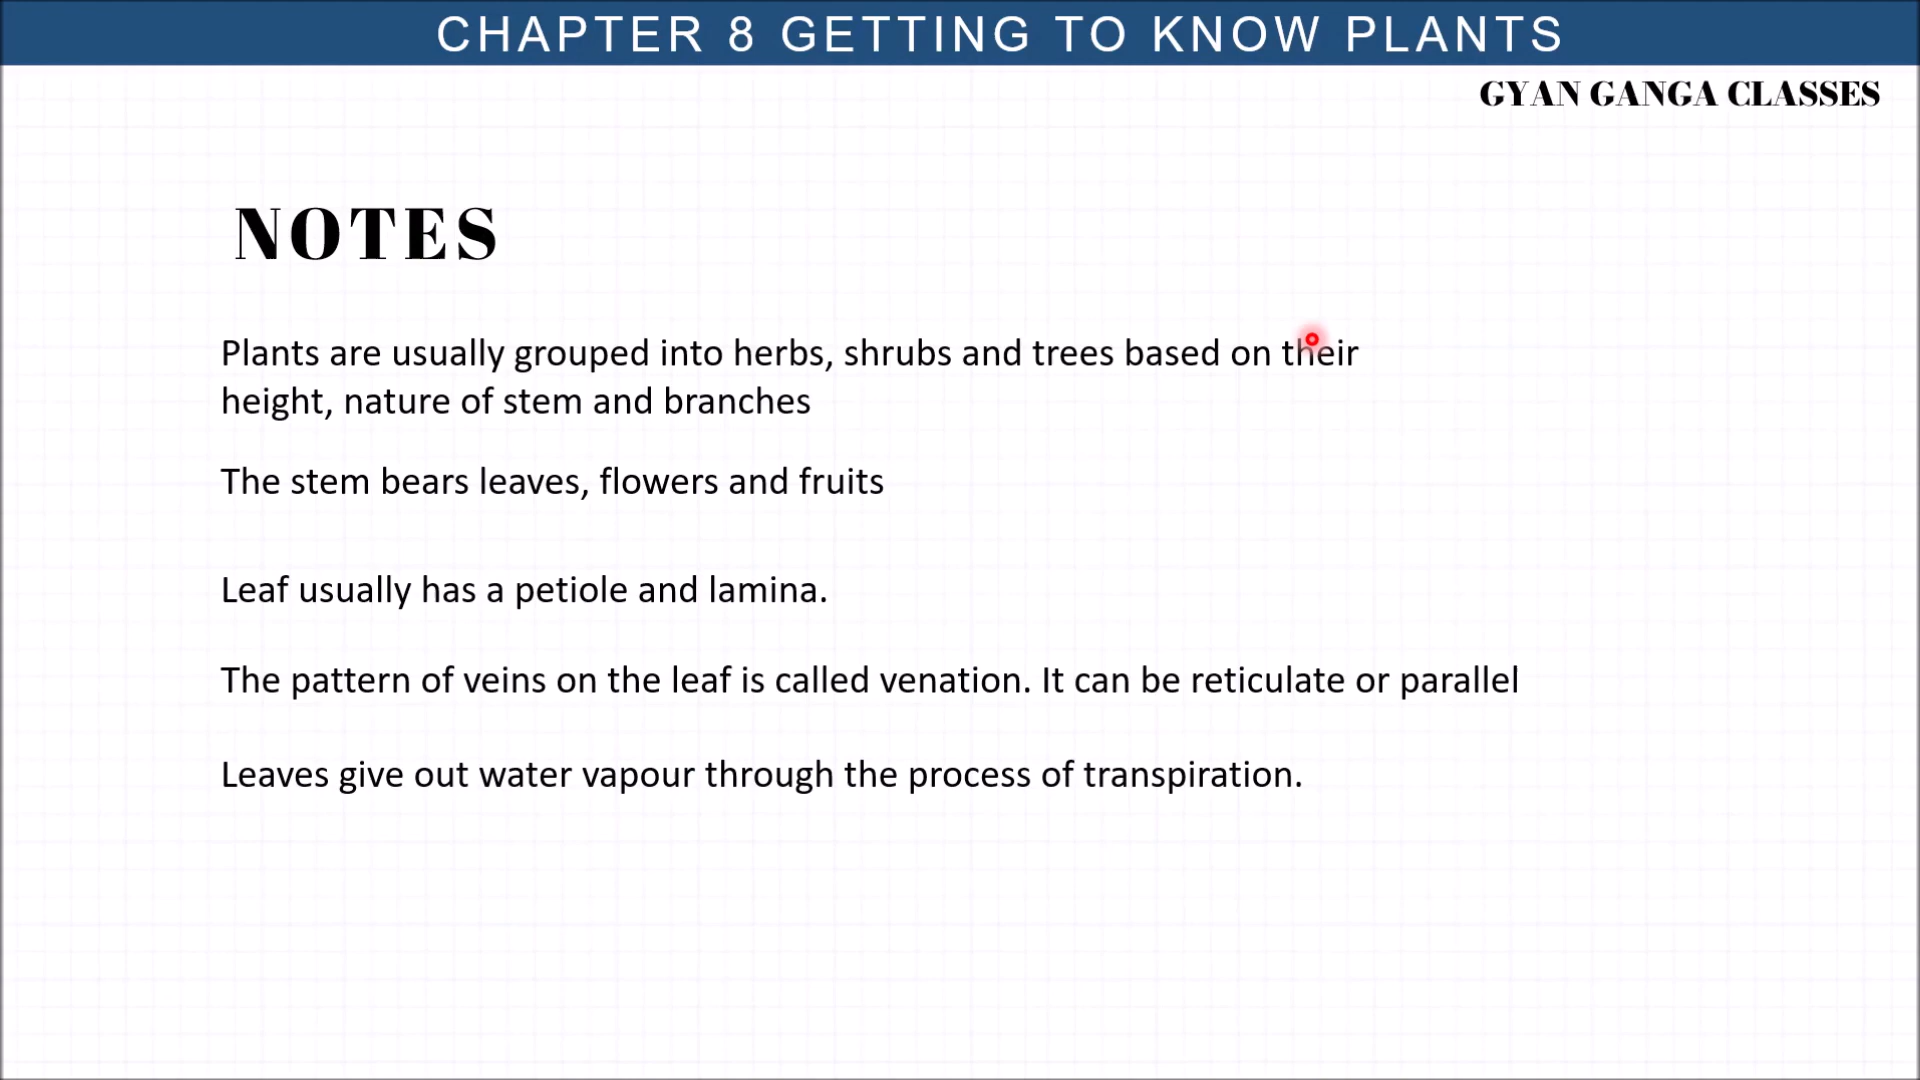 CHAPTER 8 GETTING TO KNOW PLANTS
GYAN GANGA CLASSES
NOTES
Plants are usually grouped into herbs, shrubs and trees based on their
height, nature of stem and branches
The stem bears leaves, flowers and fruits
Leaf usually has a petiole and lamina.
The pattern of veins on the leaf is called venation. It can be reticulate or parallel
Leaves give out water vapour through the process of transpiration.